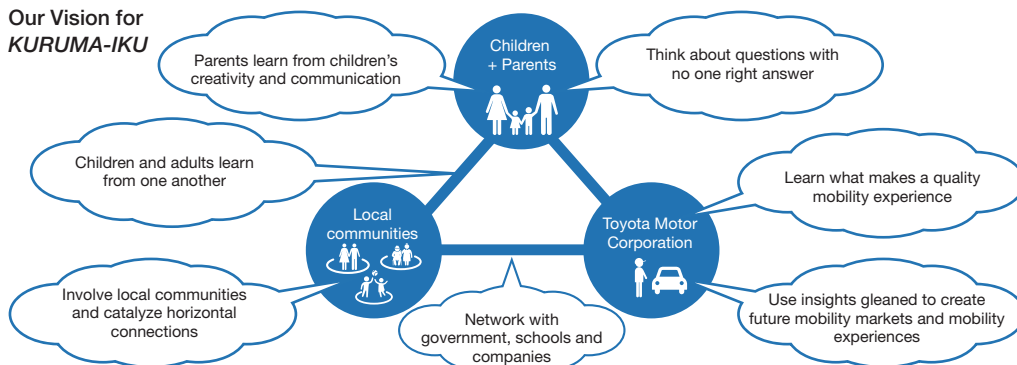 Our Vision for
KURUMA-IKU
Parents learn from children's
creativity and communication
Children
+ Parents
Think about questions with
no one right answer
Children and adults learn
from one another
Learn what makes a quality
mobility experience
Local
communities
Toyota Motor
Corporation
Involve local communities
and catalyze horizontal
connections
Network with
government, schools and
companies
Use insights gleaned to create
future mobility markets and mobility
experiences